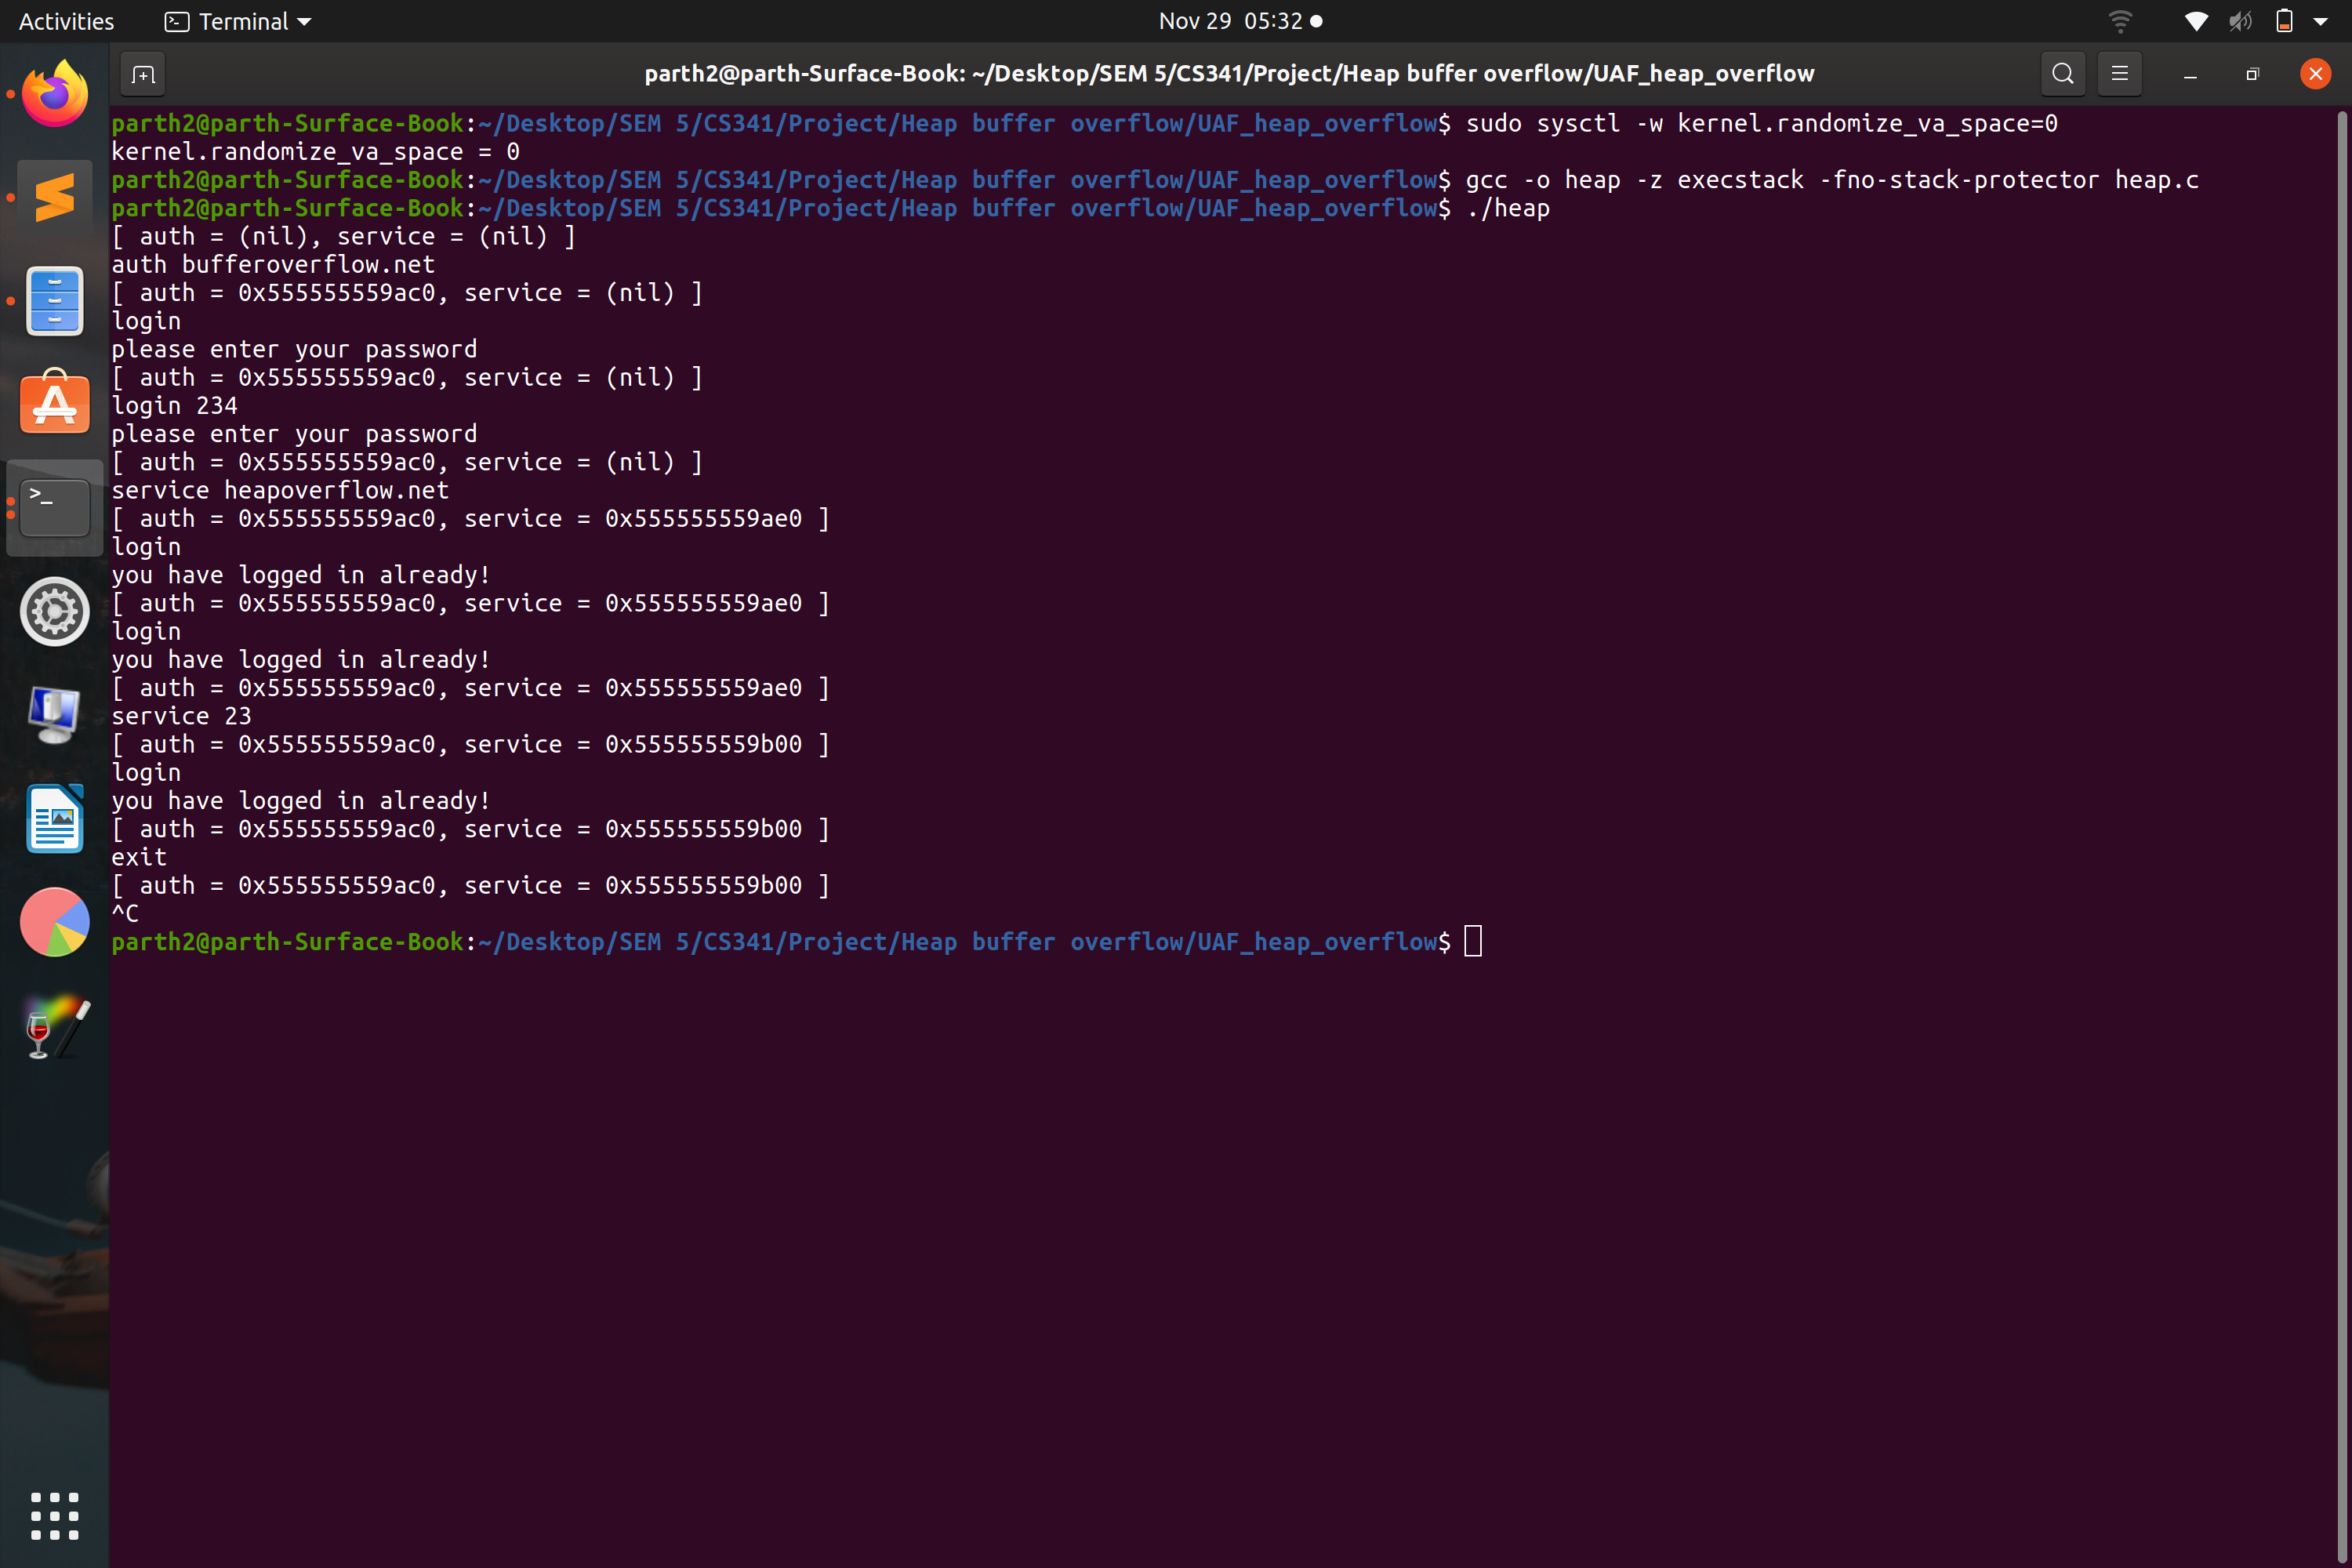 Activities Terminal Nov 29 05:32
parth2@parth-Surface-Book: ~/Desktop/SEM 5/CS341/Project/Heap buffer overflow/UAF_heap_overflow
parth2@parth-Surface-Book:~/Desktop/SEM 5/CS341/Project/Heap buffer overflow/UAF_heap_overflow$ sudo sysctl -w kernel.randomize_va_space=0
kernel.randomize_va_space = 0
parth2@parth-Surface-Book:~/Desktop/SEM 5/CS341/Project/Heap buffer overflow/UAF_heap_overflow$ gcc -o heap -z execstack -fno-stack-protector heap.c
parth2@parth-Surface-Book:~/Desktop/SEM 5/CS341/Project/Heap buffer overflow/UAF_heap_overflow$ ./heap
[ auth = (nil), service = (nil) ]
auth bufferoverflow.net
[ auth = 0x555555559ac0, service = (nil) ]
login
please enter your password
[ auth = 0x555555559ac0, service = (nil) ]
login 234
please enter your password
[ auth = 0x555555559ac0, service = (nil) ]
service heapoverflow.net
[ auth = 0x555555559ac0, service = 0x555555559ae0 ]
login
you have logged in already!
[ auth = 0x555555559ac0, service = 0x555555559ae0 ]
login
you have logged in already!
[ auth = 0x555555559ac0, service = 0x555555559ae0 ]
service 23
[ auth = 0x555555559ac0, service = 0x555555559b00 ]
login
you have logged in already!
[ auth = 0x555555559ac0, service = 0x555555559b00 ]
exit
[ auth = 0x555555559ac0, service = 0x555555559b00 ]
^C
parth2@parth-Surface-Book:~/Desktop/SEM 5/CS341/Project/Heap buffer overflow/UAF_heap_overflow$